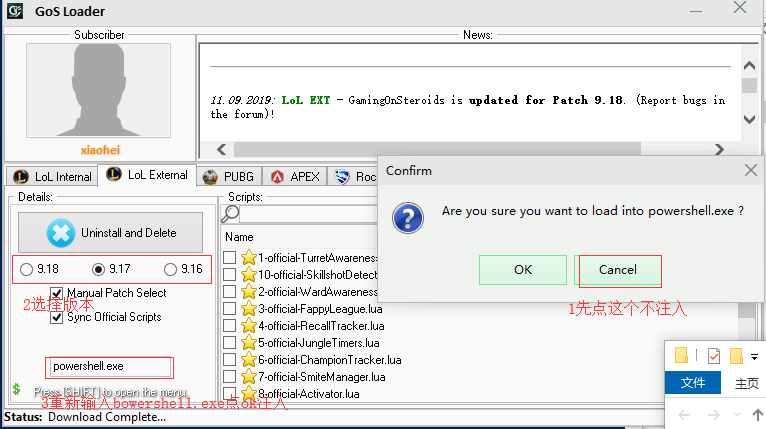 GoS Loader
Subscriber
News:
11.09.2019: LoL EXT - GamingOnSteroids is updated for Patch 9.18. (Report bugs in
the forum)!
xiaohei
LoL Internal
LoL External
PUBG
APEX
Roc
Details:
Uninstall and Delete
9.18
9.17
9.16
Manual Patch Select
2选择版本
Sync Official Scripts
powershell.exe
$
Press [SHIFT] to open the menu.
3重新输入bowershell.exe点ok注入
Scripts:
Name
1-official-TurretAwareness
10-official-SkillshotDetect
2-official-WardAwareness
3-official-FappyLeague.lua
4-official-RecallTracker.lua
5-official-JungleTimers.lua
6-official-ChampionTracker.lua
7-official-SmiteManager.lua
8-official-Activator.lua
Confirm
Are you sure you want to load into powershell.exe ?
OK
Cancel
1先点这个不注入
文件
主页
Status: Download Complete...